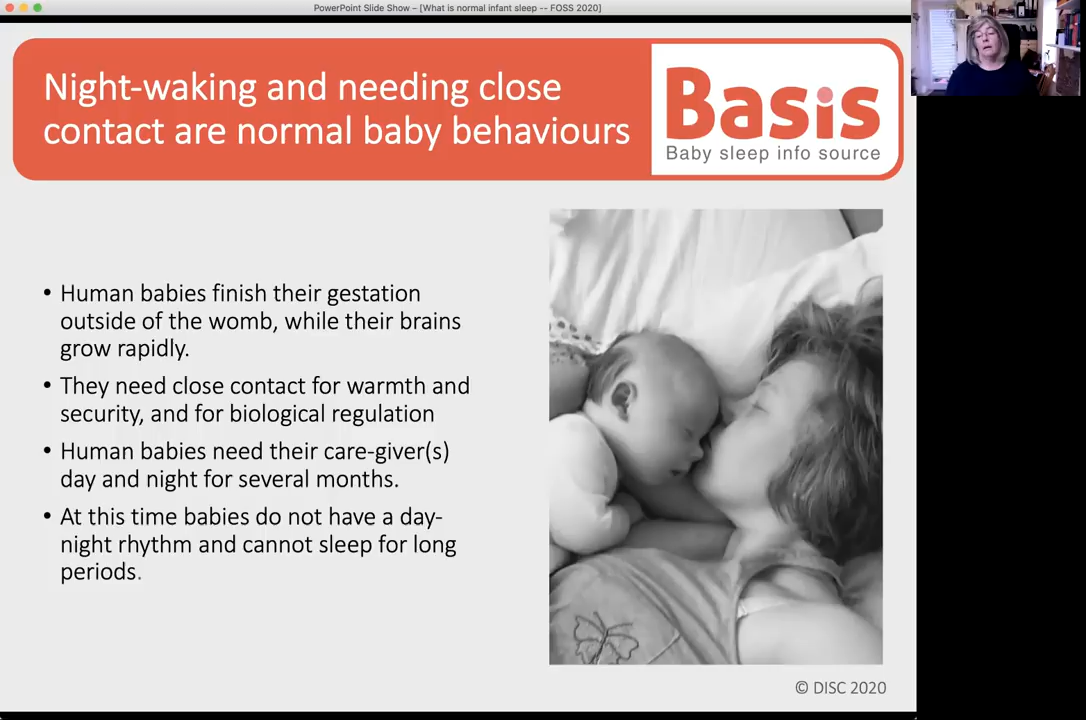 PowerPoint Slide Show – [What is normal infant sleep -- FOSS 2020]
Night-waking and needing close
contact are normal baby behaviours
Basis
Baby sleep info source
• Human babies finish their gestation
outside of the womb, while their brains
grow rapidly.
• They need close contact for warmth and
security, and for biological regulation
• Human babies need their care-giver(s)
day and night for several months.
• At this time babies do not have a day-
night rhythm and cannot sleep for long
periods.
© DISC 2020